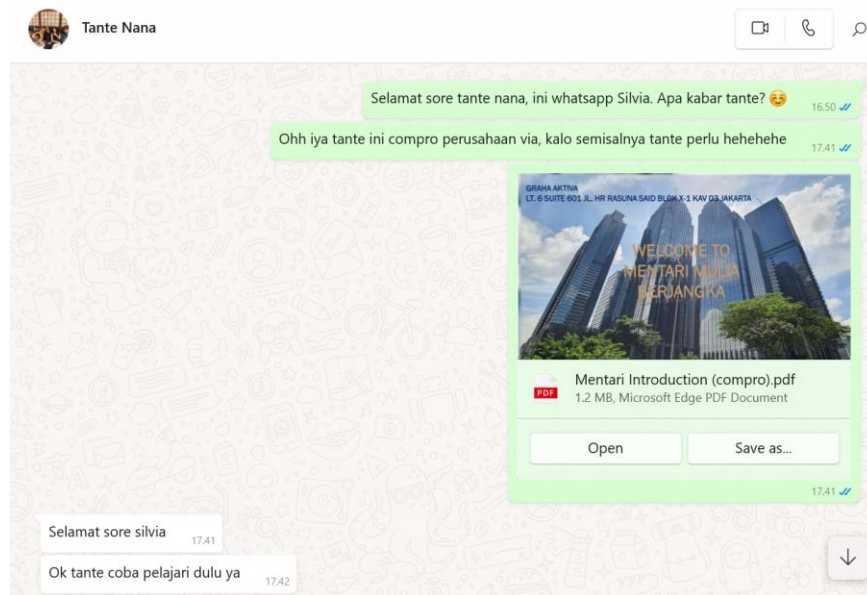 Tante Nana
Selamat sore tante nana, ini whatsapp Silvia. Apa kabar tante? ☺️
16.50
Ohh iya tante ini compro perusahaan via, kalo semisalnya tante perlu hehehehe
17.41
GRAHA AKTIVA
LT. 6 SUITE 601 JL. HR RASUNA SAID BLOK X-1 KAV 03 JAKARTA
WELCOME TO
MENTARI MULIA
BERJANGKA
PDF
Mentari Introduction (compro).pdf
1.2 MB, Microsoft Edge PDF Document
Open
Save as...
17.41
Selamat sore silvia
17.41
Ok tante coba pelajari dulu ya
17.42